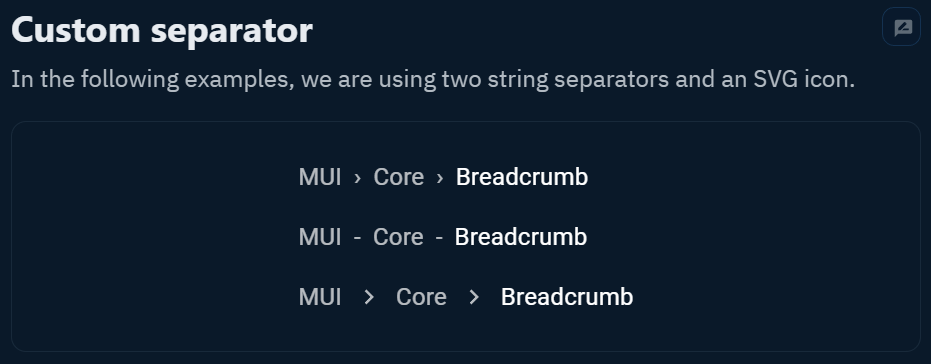 Custom separator
In the following examples, we are using two string separators and an SVG icon.
MUI › Core › Breadcrumb
MUI - Core - Breadcrumb
MUI > Core > Breadcrumb